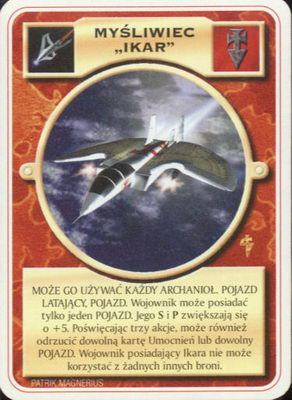 MYŚLIWIEC
„IKAR”
MOŻE GO UŻYWAĆ KAŻDY ARCHANIOŁ. POJAZD
LATAJĄCY, POJAZD. Wojownik może posiadać
tylko jeden POJAZD. Jego S i P zwiększają się
o +5. Poświęcając trzy akcje, może również
odrzucić dowolną kartę Umocnień lub dowolny
POJAZD. Wojownik posiadający Ikara nie może
korzystać z żadnych innych broni.
PATRIK MAGNERIUS